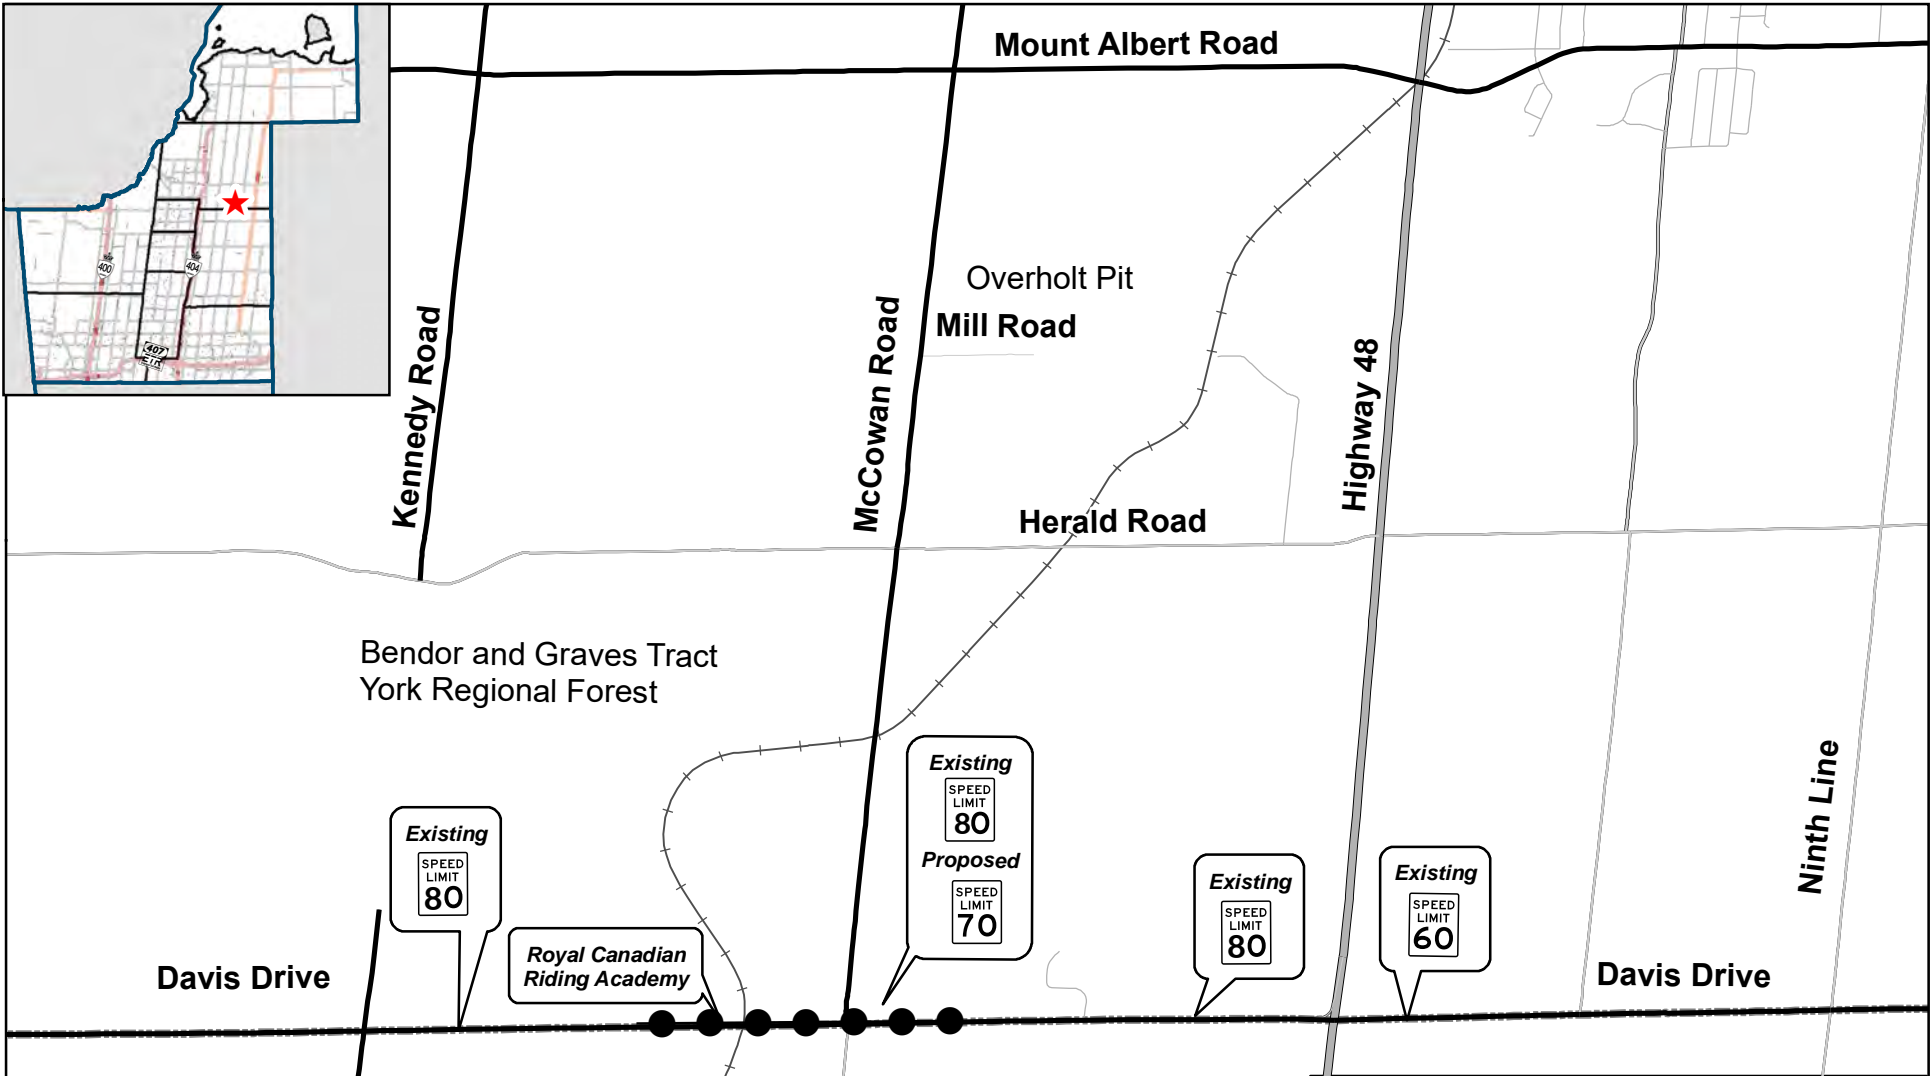 Mount Albert Road
400
404
407
ETR
Overholt Pit
Mill Road
Kennedy Road
McCowan Road
Highway 48
Herald Road
Bendor and Graves Tract
York Regional Forest
Existing
SPEED
LIMIT
80
Proposed
SPEED
LIMIT
70
Existing
SPEED
LIMIT
80
Existing
SPEED
LIMIT
80
Existing
SPEED
LIMIT
60
Ninth Line
Royal Canadian
Riding Academy
Davis Drive
Davis Drive